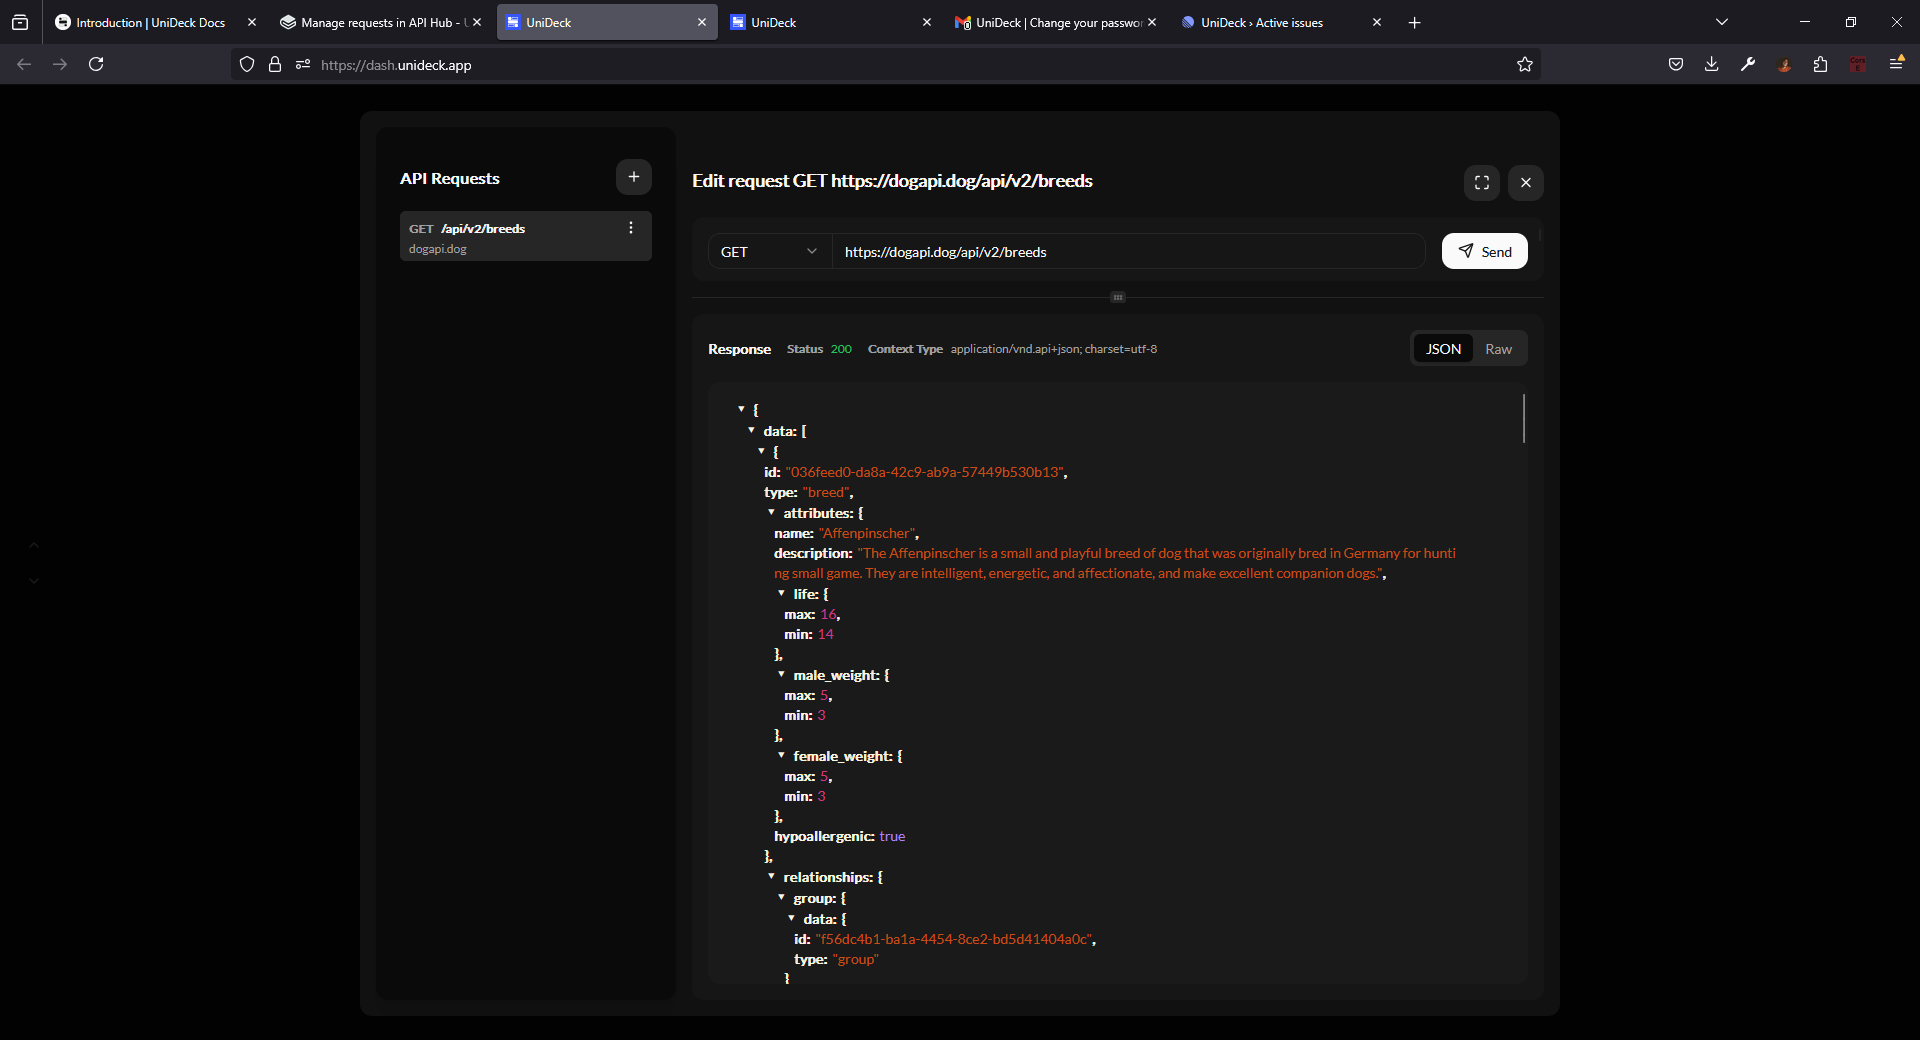 Introduction | UniDeck Docs
Manage requests in API Hub - U
UniDeck
UniDeck
UniDeck | Change your passwor
UniDeck › Active issues
https://dash.unideck.app
API Requests
GET /api/v2/breeds
dogapi.dog
Edit request GET https://dogapi.dog/api/v2/breeds
GET
https://dogapi.dog/api/v2/breeds
Send
Response Status 200 Context Type application/vnd.api+json; charset=utf-8
JSON Raw
{
data: [
{
id: "036feed0-da8a-42c9-ab9a-57449b530b13",
type: "breed",
attributes: {
name: "Affenpinscher",
description: "The Affenpinscher is a small and playful breed of dog that was originally bred in Germany for hunti
ng small game. They are intelligent, energetic, and affectionate, and make excellent companion dogs.",
life: {
max: 16,
min: 14
},
male_weight: {
max: 5,
min: 3
},
female_weight: {
max: 5,
min: 3
},
hypoallergenic: true
},
relationships: {
group: {
data: {
id: "f56dc4b1-ba1a-4454-8ce2-bd5d41404a0c",
type: "group"
}